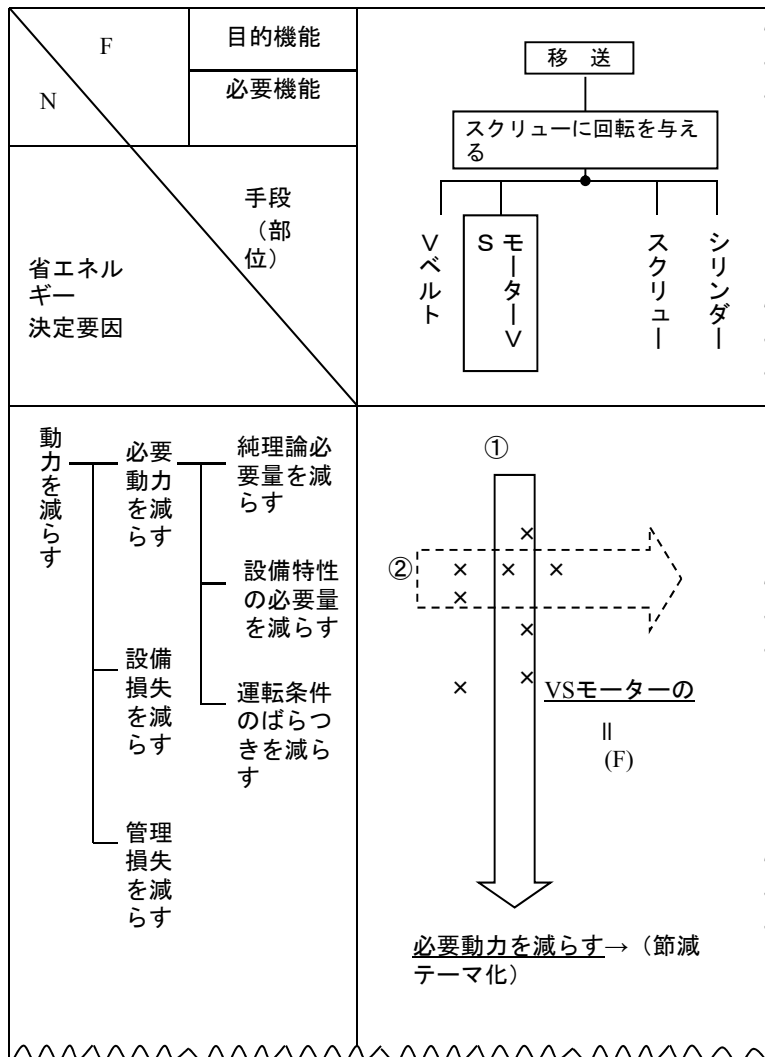 F
N
目的機能
必要機能
手段
（部
位）
省エネル
ギー
決定要因
移　送
スクリューに回転を与え
る
Ｖベルト
モーターＶ
Ｓ
スクリュー
シリンダー
動力を減らす
必要
動力
を減
らす
純理論必
要量を減
らす
設備特性
の必要量
を減らす
運転条件
のばらつ
きを減ら
す
設備
損失
を減
らす
管理
損失
を減
らす
①
×
②
×
×
×
×
×
×
×
VSモーターの
＝
(F)
必要動力を減らす→（節減
テーマ化）